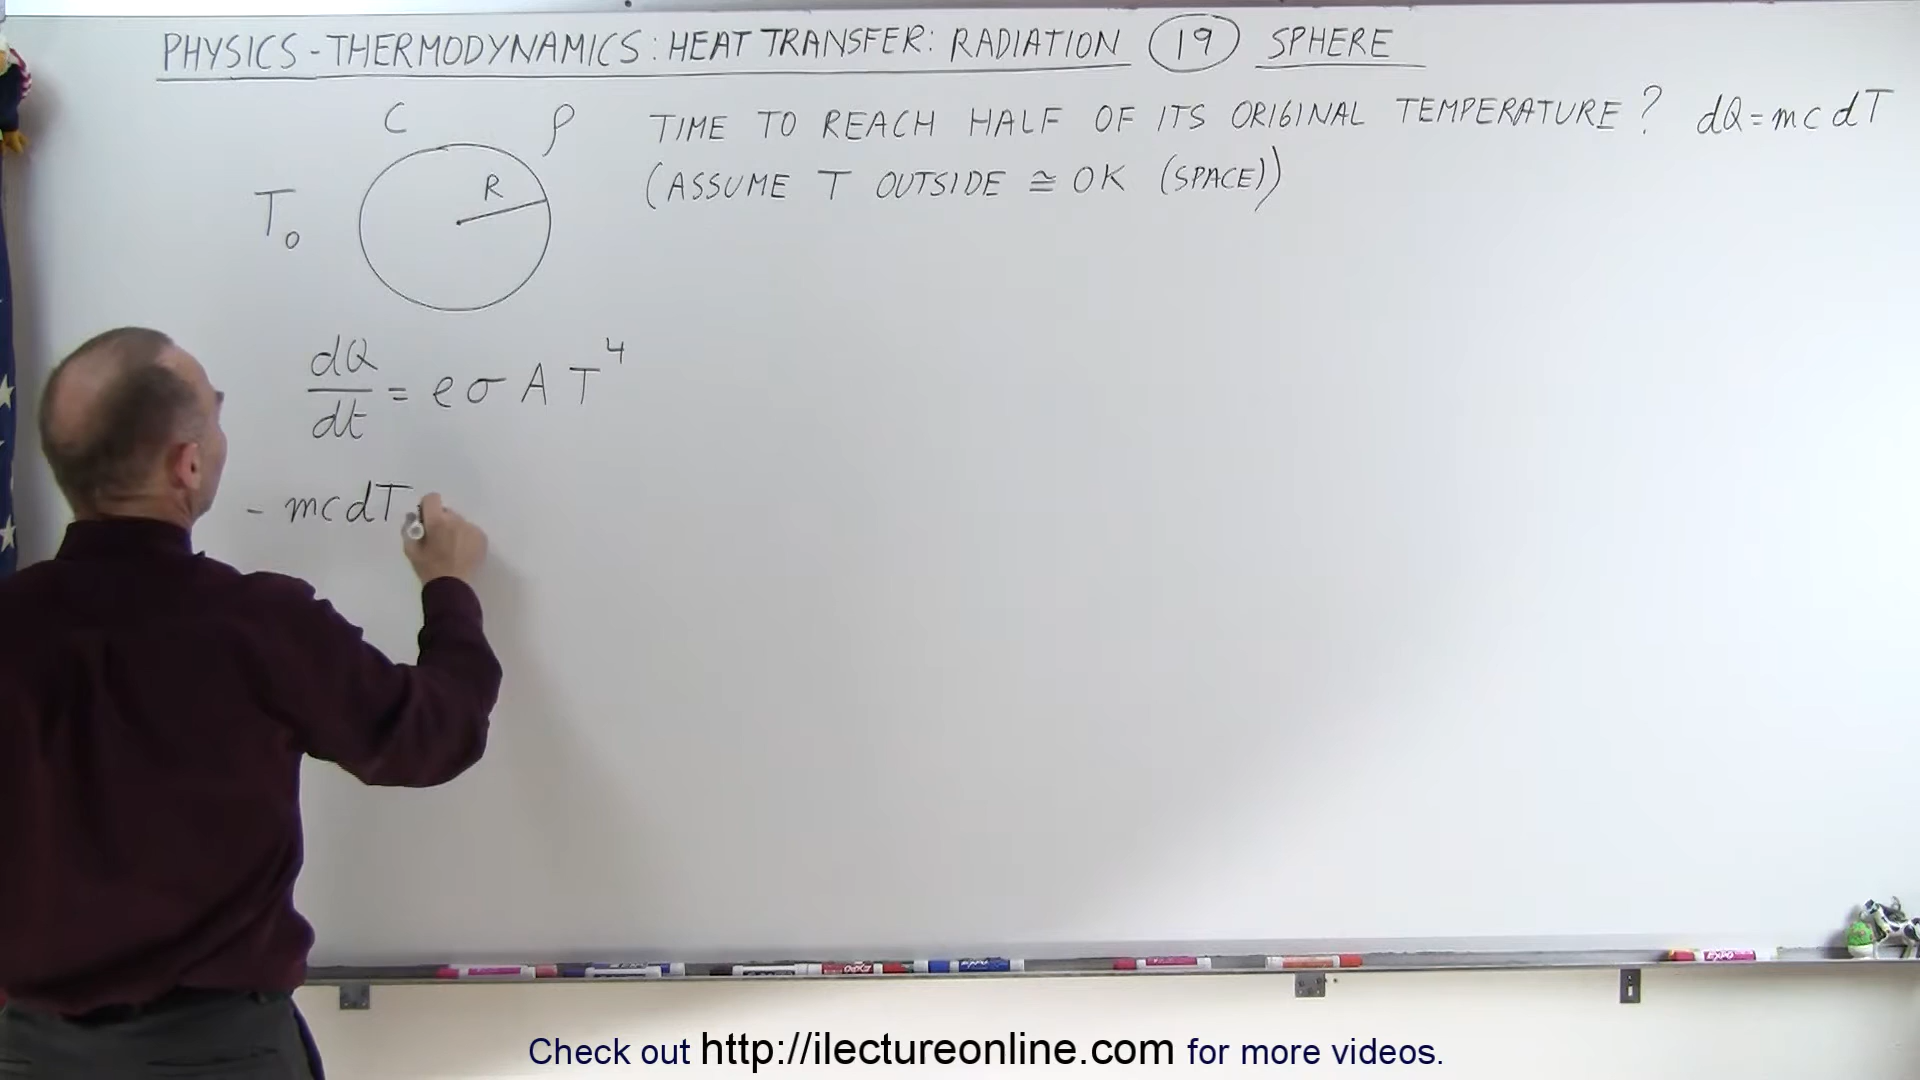 PHYSICS - THERMODYNAMICS: HEAT TRANSFER: RADIATION 19 SPHERE
C ρ TIME TO REACH HALF OF ITS ORIGINAL TEMPERATURE? dQ = mc dT
(ASSUME T OUTSIDE ≅ 0K (SPACE))
R
T₀
dQ/dt = e σ A T⁴
- mc dT
Check out http://ilectureonline.com for more videos.